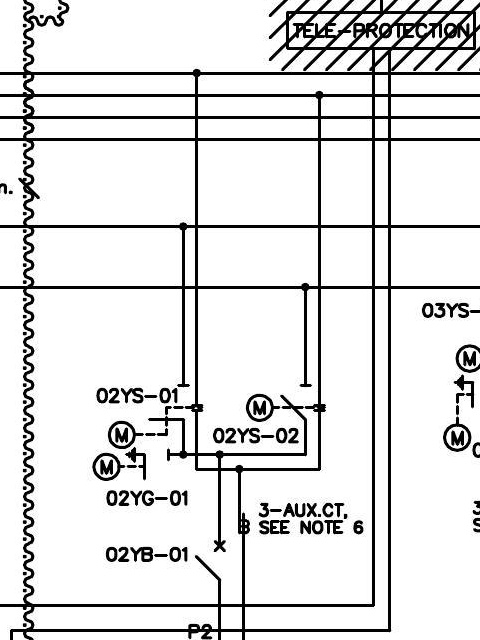 TELE-PROTECTION
n.
03YS-
02YS-01
M
M
M
02YS-02
M
M
M
02YG-01
3-AUX.CT,
SEE NOTE 6
02YB-01
P2